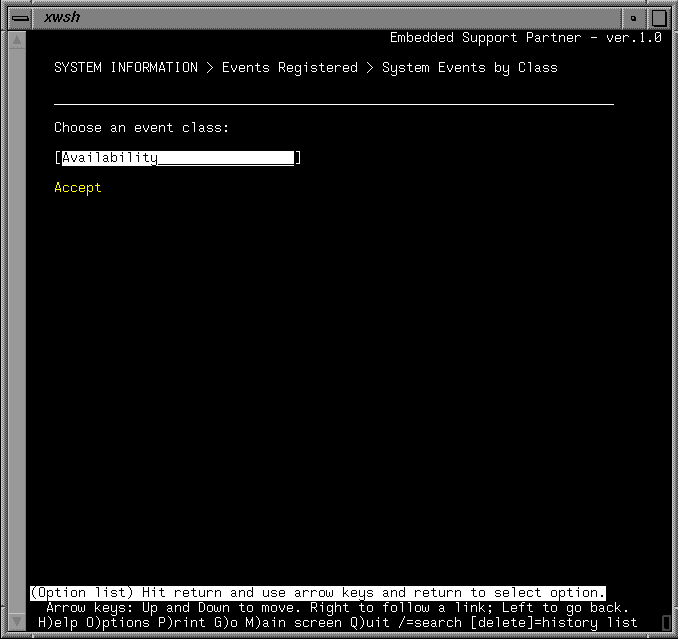 xwsh
Embedded Support Partner - ver.1.0
SYSTEM INFORMATION > Events Registered > System Events by Class
Choose an event class:
[Availability____________________]
Accept
(Option list) Hit return and use arrow keys and return to select option.
Arrow keys: Up and Down to move. Right to follow a link; Left to go back.
H)elp O)ptions P)rint G)o M)ain screen Q)uit /=search [delete]=history list